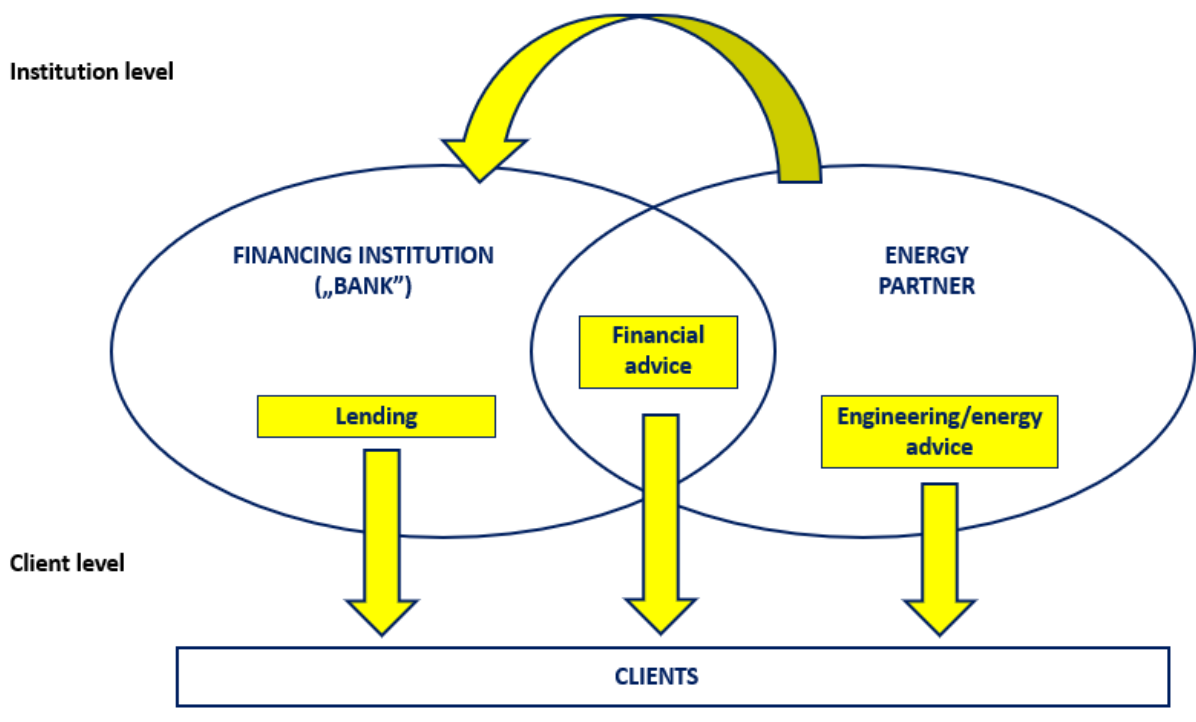 Institution level
FINANCING INSTITUTION
(„BANK”)
ENERGY
PARTNER
Financial
advice
Lending
Engineering/energy
advice
Client level
CLIENTS